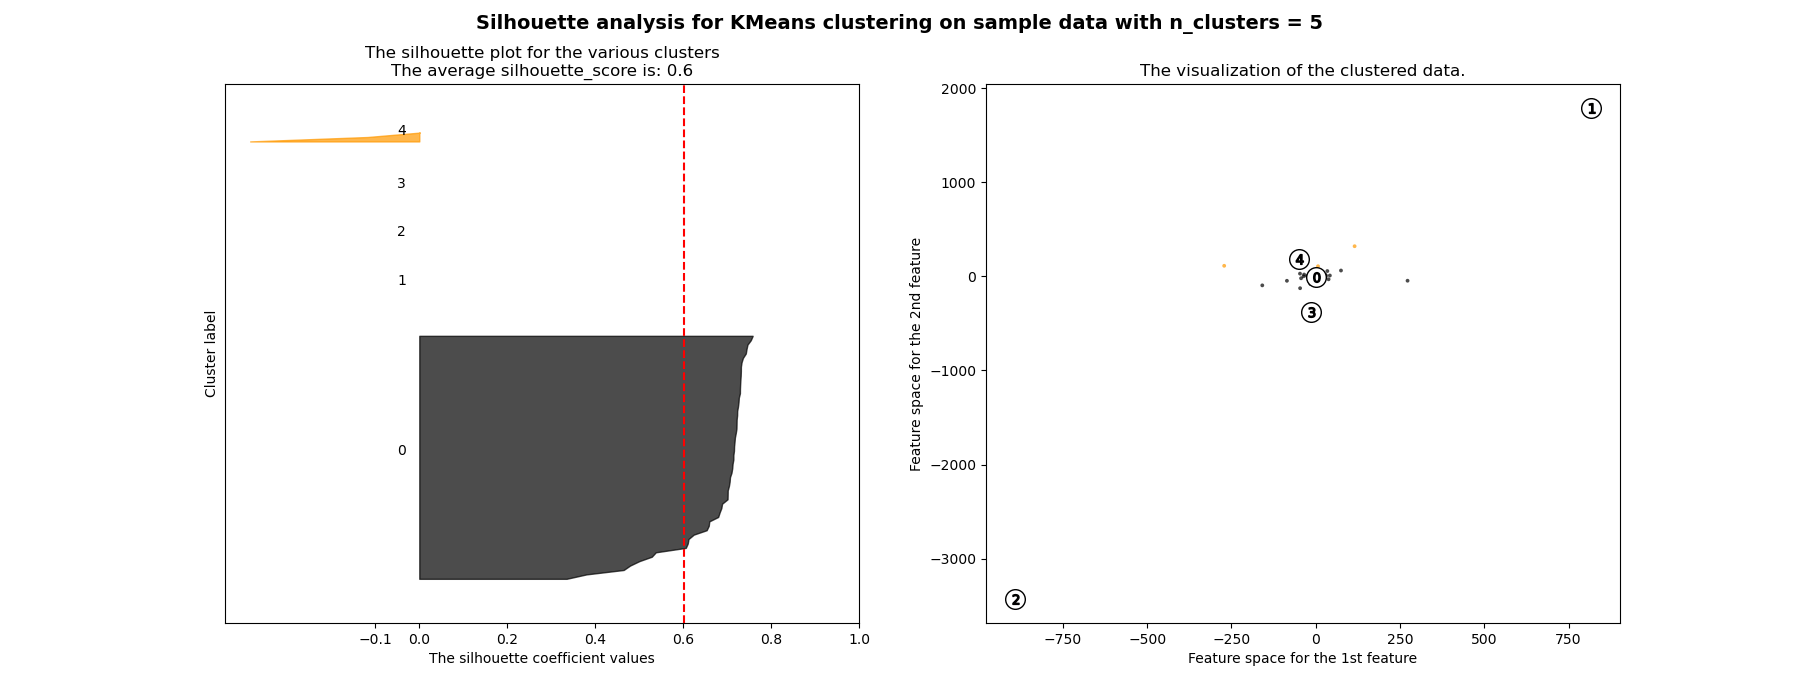 Silhouette analysis for KMeans clustering on sample data with n_clusters = 5
The silhouette plot for the various clusters
The average silhouette_score is: 0.6
4
3
2
1
0
Cluster label
−0.1 0.0 0.2 0.4 0.6 0.8 1.0
The silhouette coefficient values
The visualization of the clustered data.
2000
1000
0
−1000
−2000
−3000
Feature space for the 2nd feature
1
4
0
3
2
−750 −500 −250 0 250 500 750
Feature space for the 1st feature